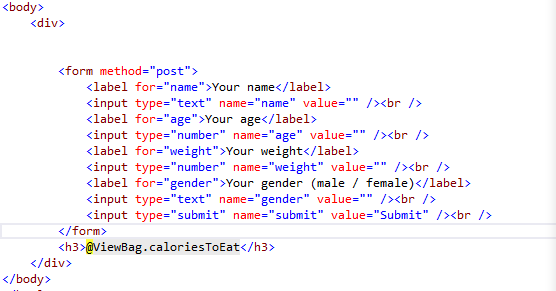 <body>
<div>
<form method="post">
<label for="name">Your name</label>
<input type="text" name="name" value="" /><br />
<label for="age">Your age</label>
<input type="number" name="age" value="" /><br />
<label for="weight">Your weight</label>
<input type="number" name="weight" value="" /><br />
<label for="gender">Your gender (male / female)</label>
<input type="text" name="gender" value="" /><br />
<input type="submit" name="submit" value="Submit" /><br />
</form>
<h3>@ViewBag.caloriesToEat</h3>
</div>
</body>